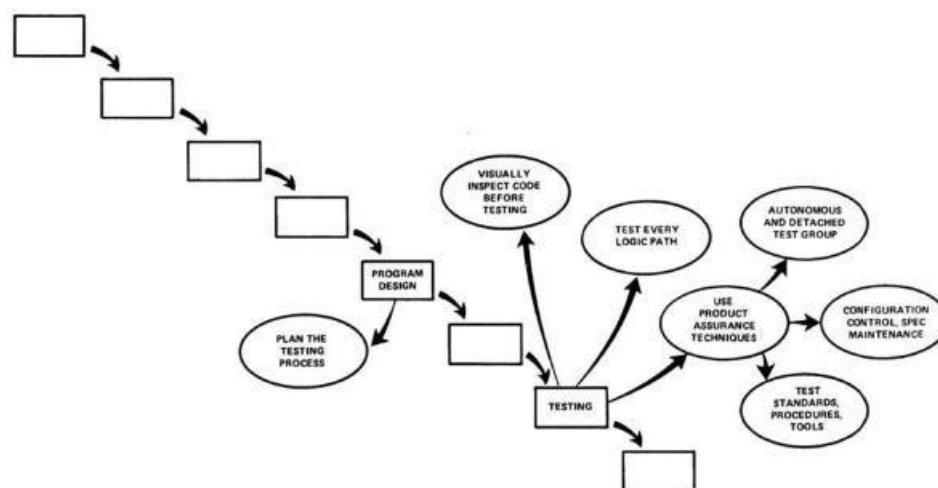 VISUALLY
INSPECT CODE
BEFORE
TESTING
TEST EVERY
LOGIC PATH
AUTONOMOUS
AND DETACHED
TEST GROUP
PROGRAM
DESIGN
USE
PRODUCT
ASSURANCE
TECHNIQUES
CONFIGURATION
CONTROL, SPEC
MAINTENANCE
PLAN THE
TESTING
PROCESS
TESTING
TEST
STANDARDS,
PROCEDURES,
TOOLS